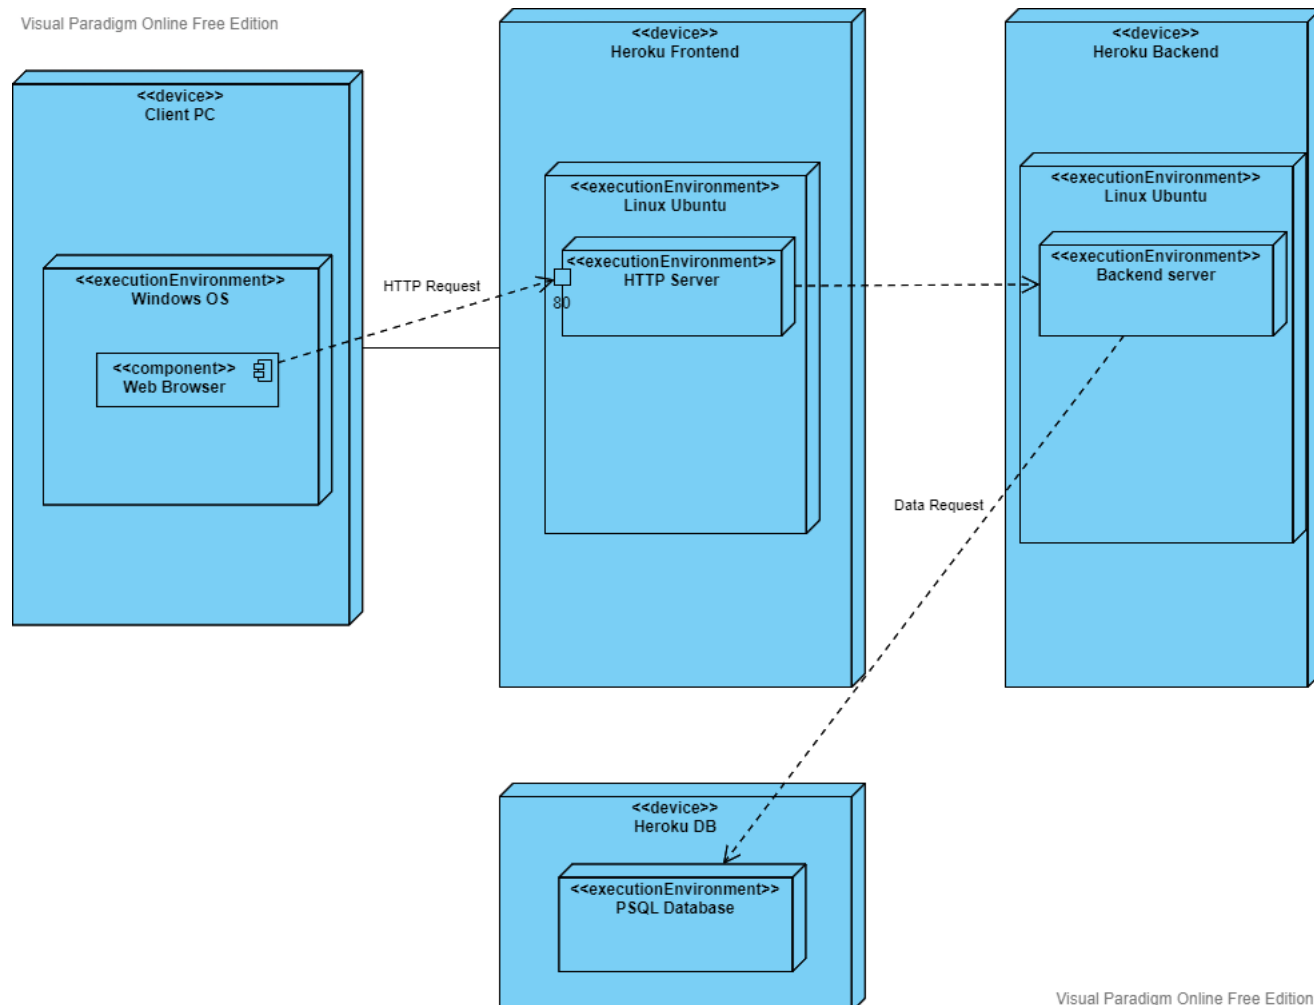 Visual Paradigm Online Free Edition
<<device>>
Client PC
<<executionEnvironment>>
Windows OS
<<component>>
Web Browser
HTTP Request
<<device>>
Heroku Frontend
<<executionEnvironment>>
Linux Ubuntu
<<executionEnvironment>>
HTTP Server
80
<<device>>
Heroku Backend
<<executionEnvironment>>
Linux Ubuntu
<<executionEnvironment>>
Backend server
Data Request
<<device>>
Heroku DB
<<executionEnvironment>>
PSQL Database
Visual Paradigm Online Free Edition